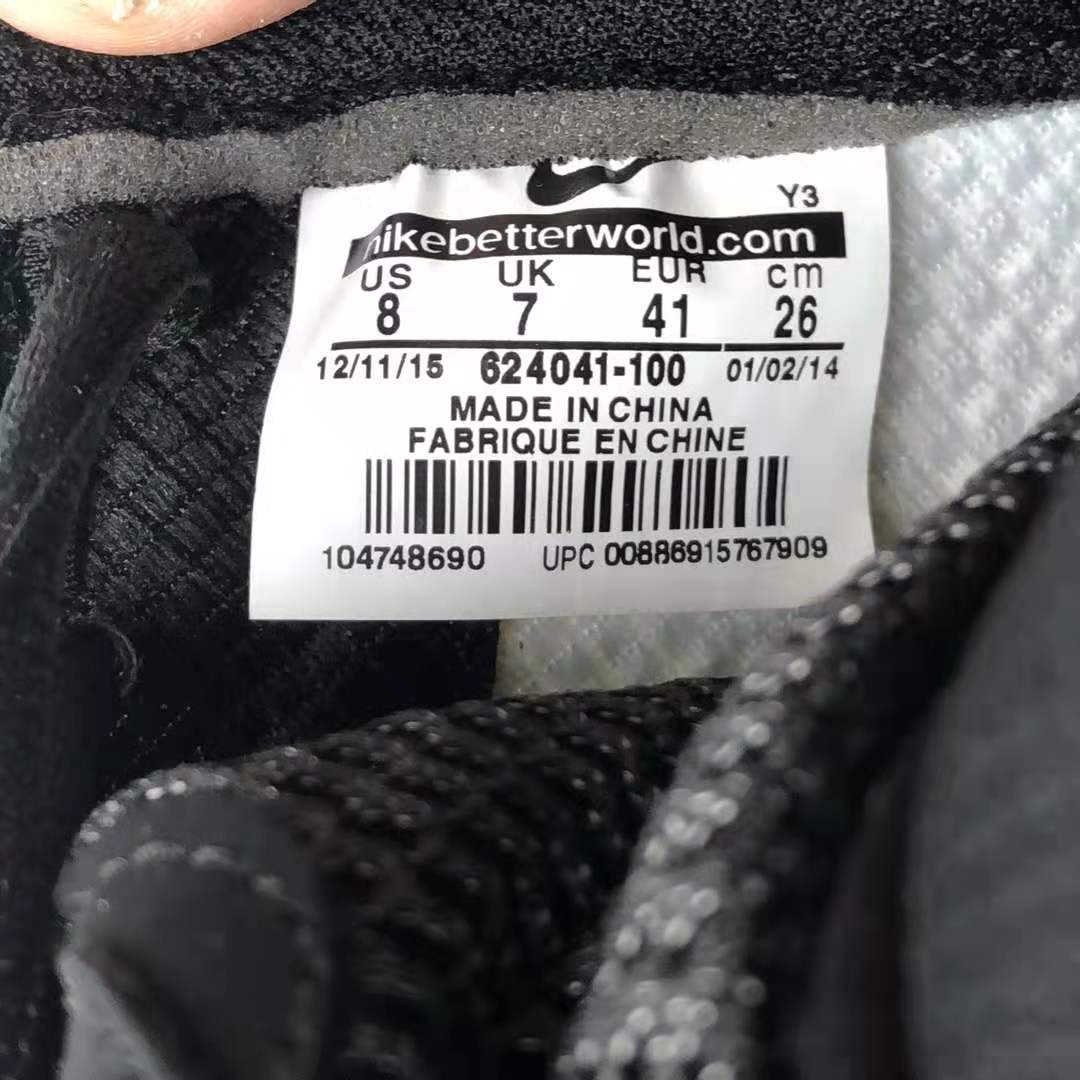 Y3
nikebetterworld.com
US UK EUR cm
8 7 41 26
12/11/15 624041-100 01/02/14
MADE IN CHINA
FABRIQUE EN CHINE
104748690 UPC 00886915767909